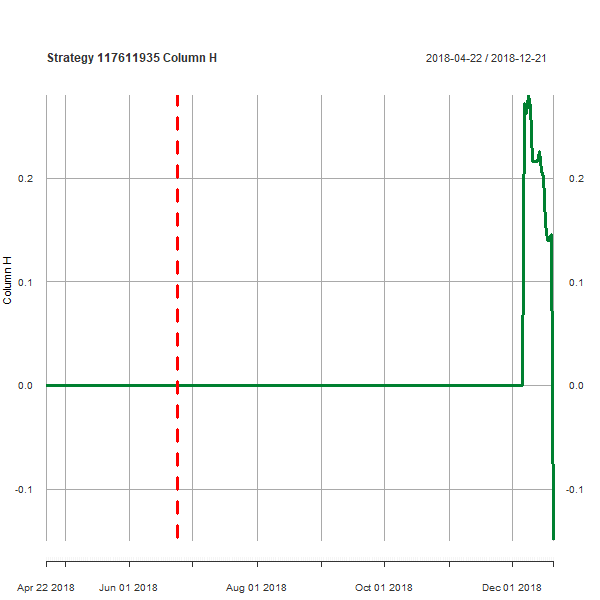 Strategy 117611935 Column H
2018-04-22 / 2018-12-21
0.2
0.2
0.1
0.1
Column H
0.0
0.0
-0.1
-0.1
Apr 22 2018
Jun 01 2018
Aug 01 2018
Oct 01 2018
Dec 01 2018